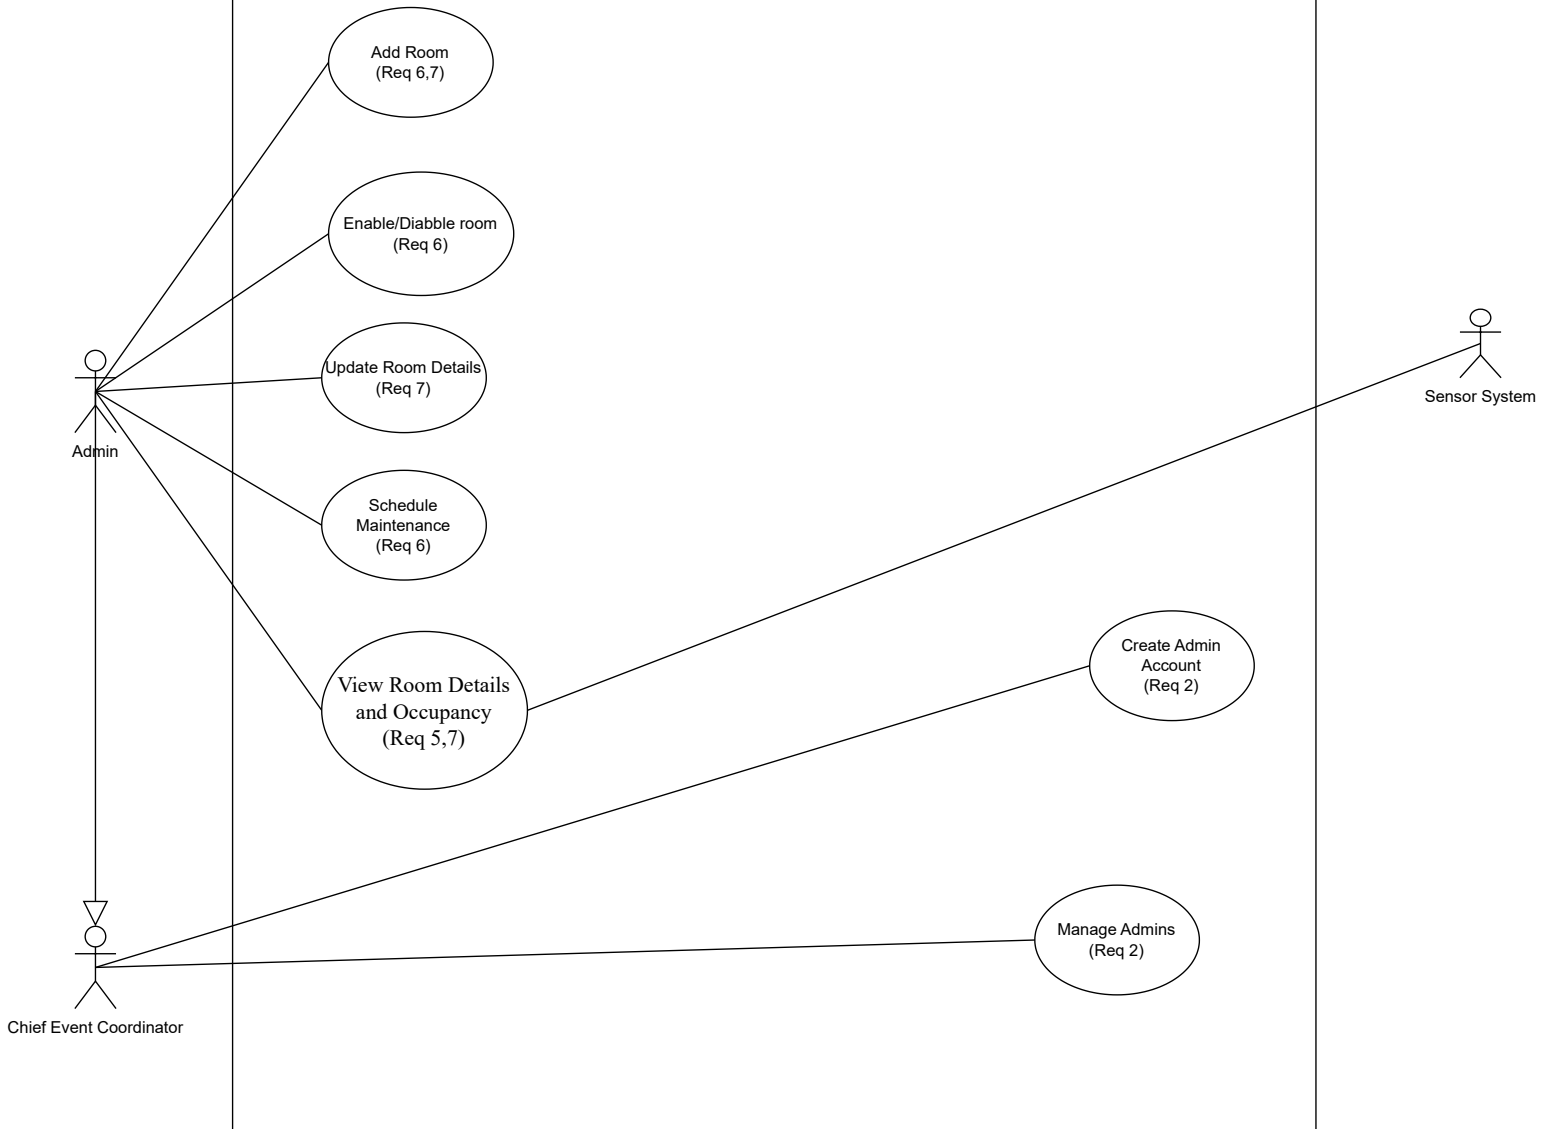 Add Room
(Req 6,7)
Enable/Diabble room
(Req 6)
Update Room Details
(Req 7)
Admin
Sensor System
Schedule
Maintenance
(Req 6)
View Room Details
and Occupancy
(Req 5,7)
Create Admin
Account
(Req 2)
Manage Admins
(Req 2)
Chief Event Coordinator